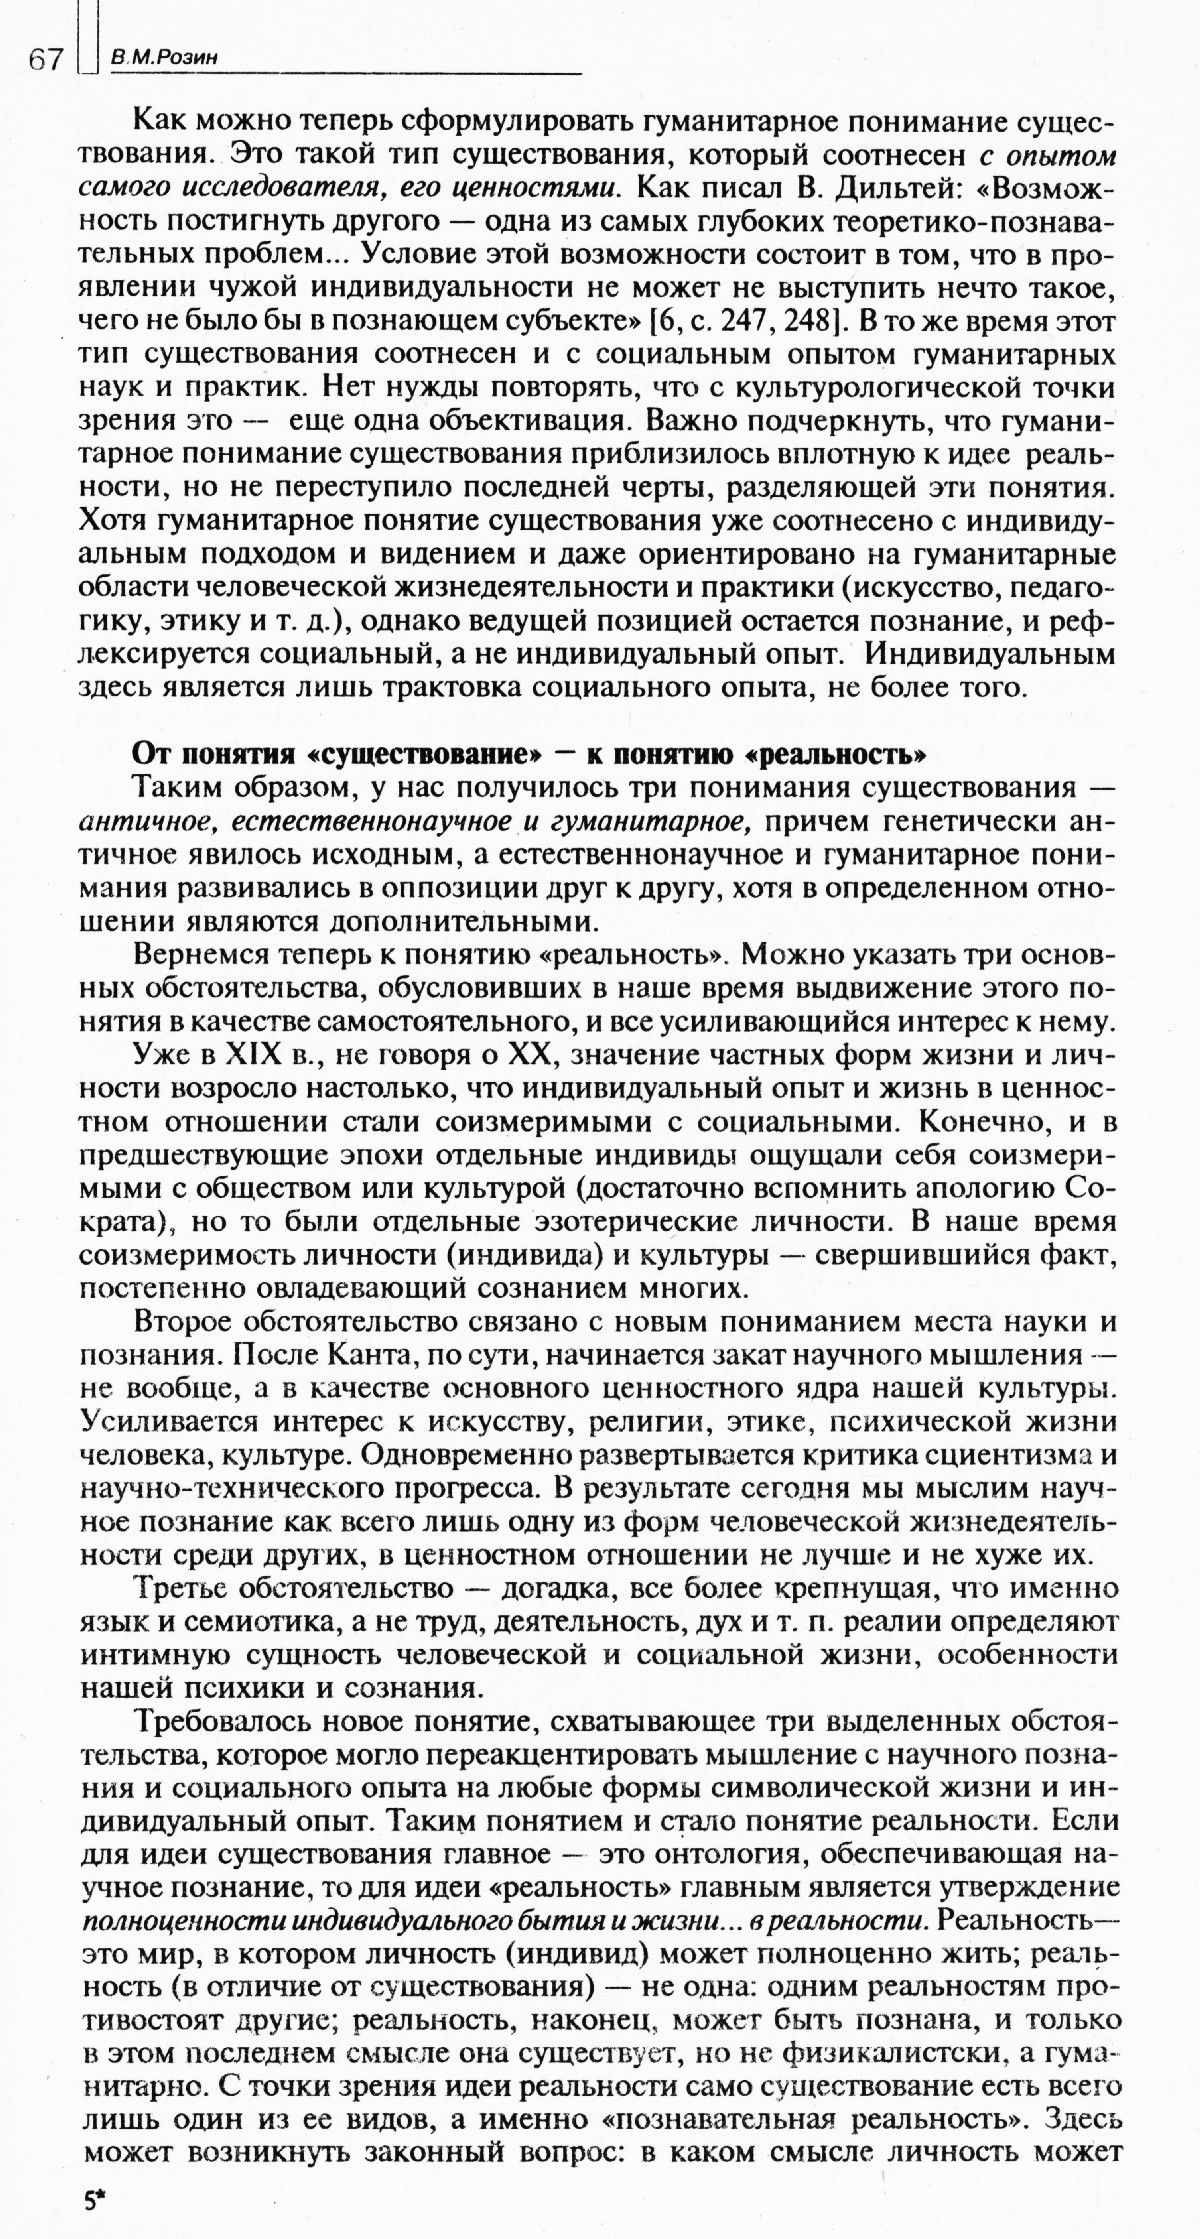 67
В.М.Розин
Как можно теперь сформулировать гуманитарное понимание сущес-
твования. Это такой тип существования, который соотнесен с опытом
самого исследователя, его ценностями. Как писал В. Дильтей: «Возмож-
ность постигнуть другого — одна из самых глубоких теоретико-познава-
тельных проблем... Условие этой возможности состоит в том, что в про-
явлении чужой индивидуальности не может не выступить нечто такое,
чего не было бы в познающем субъекте» [6, с. 247, 248]. В то же время этот
тип существования соотнесен и с социальным опытом гуманитарных
наук и практик. Нет нужды повторять, что с культурологической точки
зрения это — еще одна объективация. Важно подчеркнуть, что гумани-
тарное понимание существования приблизилось вплотную к идее реаль-
ности, но не переступило последней черты, разделяющей эти понятия.
Хотя гуманитарное понятие существования уже соотнесено с индивиду-
альным подходом и видением и даже ориентировано на гуманитарные
области человеческой жизнедеятельности и практики (искусство, педаго-
гику, этику и т. д.), однако ведущей позицией остается познание, и реф-
лексируется социальный, а не индивидуальный опыт. Индивидуальным
здесь является лишь трактовка социального опыта, не более того.
От понятия «существование» — к понятию «реальность»
Таким образом, у нас получилось три понимания существования —
античное, естественнонаучное и гуманитарное, причем генетически ан-
тичное явилось исходным, а естественнонаучное и гуманитарное пони-
мания развивались в оппозиции друг к другу, хотя в определенном отно-
шении являются дополнительными.
Вернемся теперь к понятию «реальность». Можно указать три основ-
ных обстоятельства, обусловивших в наше время выдвижение этого по-
нятия в качестве самостоятельного, и все усиливающийся интерес к нему.
Уже в XIX в., не говоря о XX, значение частных форм жизни и лич-
ности возросло настолько, что индивидуальный опыт и жизнь в ценнос-
тном отношении стали соизмеримыми с социальными. Конечно, и в
предшествующие эпохи отдельные индивиды ощущали себя соизмери-
мыми с обществом или культурой (достаточно вспомнить апологию Со-
крата), но то были отдельные эзотерические личности. В наше время
соизмеримость личности (индивида) и культуры — свершившийся факт,
постепенно овладевающий сознанием многих.
Второе обстоятельство связано с новым пониманием места науки и
познания. После Канта, по сути, начинается закат научного мышления —
не вообще, а в качестве основного ценностного ядра нашей культуры.
Усиливается интерес к искусству, религии, этике, психической жизни
человека, культуре. Одновременно развертывается критика сциентизма и
научно-технического прогресса. В результате сегодня мы мыслим науч-
ное познание как всего лишь одну из форм человеческой жизнедеятель-
ности среди других, в ценностном отношении не лучше и не хуже их.
Третье обстоятельство — догадка, все более крепнущая, что именно
язык и семиотика, а не труд, деятельность, дух и т. п. реалии определяют
интимную сущность человеческой и социальной жизни, особенности
нашей психики и сознания.
Требовалось новое понятие, схватывающее три выделенных обстоя-
тельства, которое могло переакцентировать мышление с научного позна-
ния и социального опыта на любые формы символической жизни и ин-
дивидуальный опыт. Таким понятием и стало понятие реальности. Если
для идеи существования главное — это онтология, обеспечивающая на-
учное познание, то для идеи «реальность» главным является утверждение
полноценности индивидуального бытия и жизни... в реальности. Реальность—
это мир, в котором личность (индивид) может полноценно жить; реаль-
ность (в отличие от существования) — не одна: одним реальностям про-
тивостоят другие; реальность, наконец, может быть познана, и только
в этом последнем смысле она существует, но не физикалистски, а гума-
нитарно. С точки зрения идеи реальности само существование есть всего
лишь один из ее видов, а именно «познавательная реальность». Здесь
может возникнуть законный вопрос: в каком смысле личность может
5*